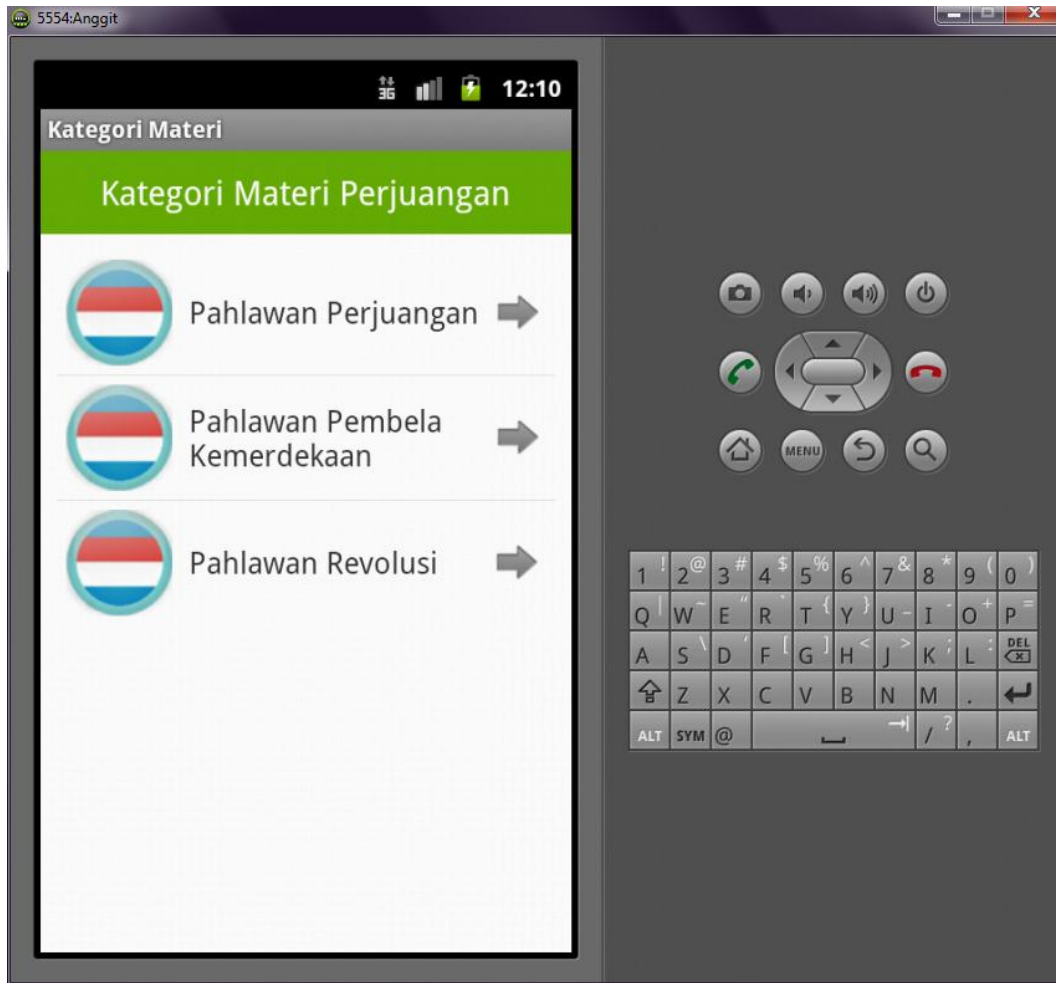 5554:Anggit
3G 12:10
Kategori Materi
Kategori Materi Perjuangan
Pahlawan Perjuangan
Pahlawan Pembela
Kemerdekaan
Pahlawan Revolusi
MENU
1 ! 2 @ 3 # 4 $ 5 % 6 ^ 7 & 8 * 9 ( 0 )
Q | W ~ E " R ` T { Y } U _ I - O + P =
A S \ D ' F [ G ] H < J > K ; L : DEL
Z X C V B N M .
ALT SYM @ / ? , ALT